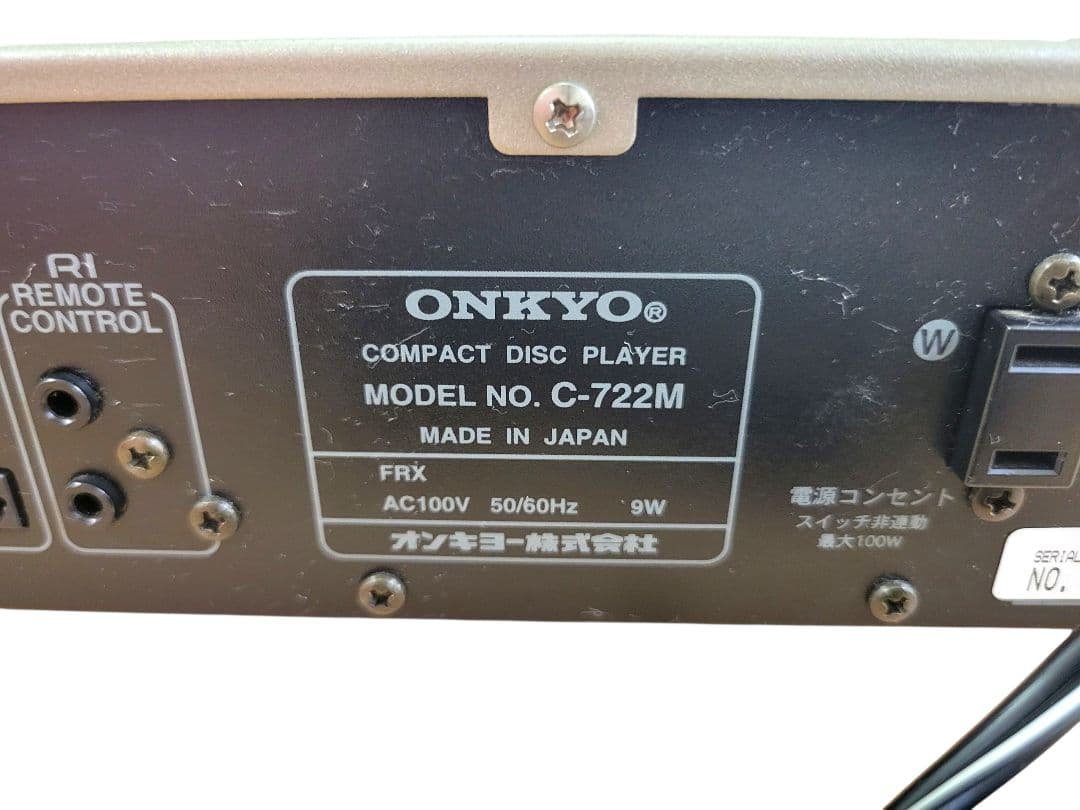 RI
REMOTE
CONTROL
ONKYO®
COMPACT DISC PLAYER
MODEL NO. C-722M
MADE IN JAPAN
FRX
AC100V 50/60Hz 9W
オンキヨー株式会社
W
電源コンセント
スイッチ非連動
最大100W
SERIAL
NO.